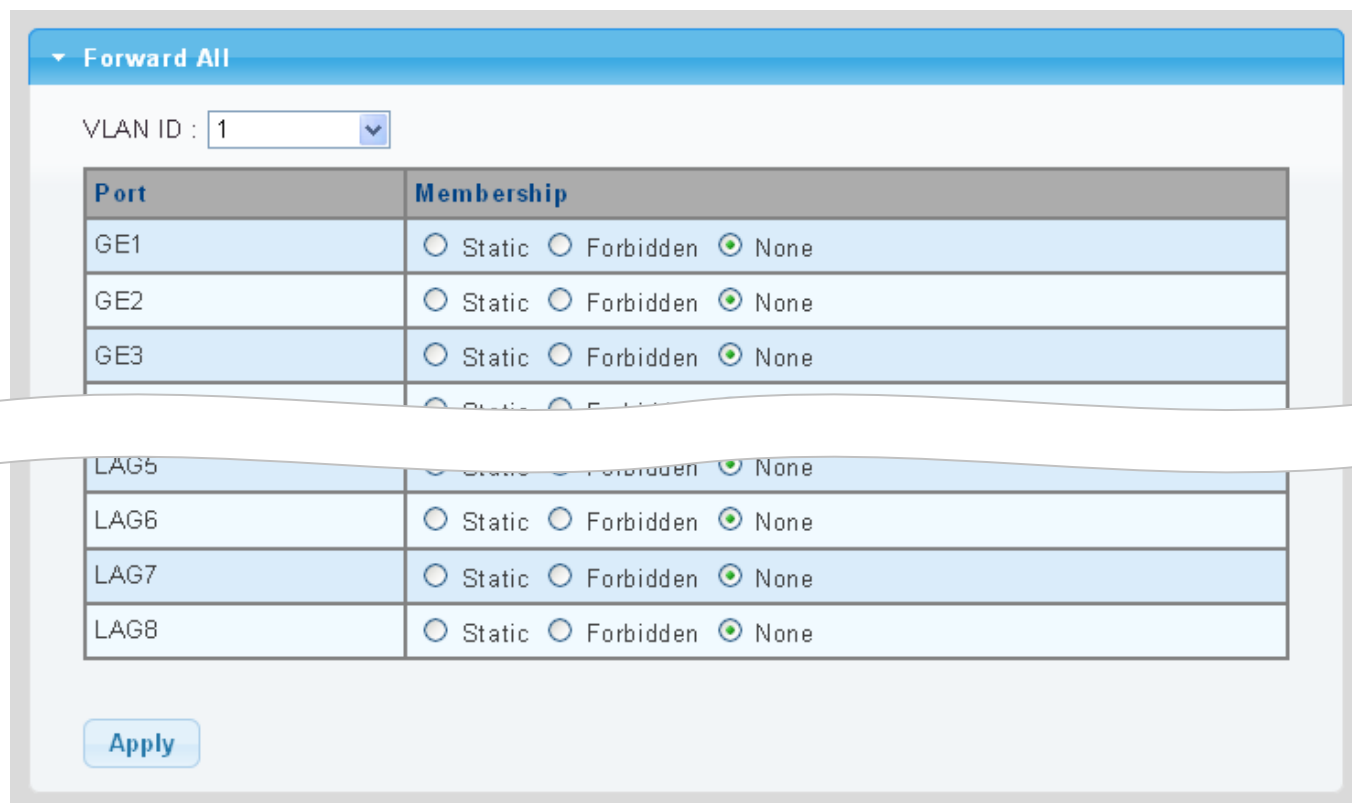 Forward All
VLAN ID : 1
Port Membership
GE1 Static Forbidden None
GE2 Static Forbidden None
GE3 Static Forbidden None
LAG5 None
LAG6 Static Forbidden None
LAG7 Static Forbidden None
LAG8 Static Forbidden None
Apply